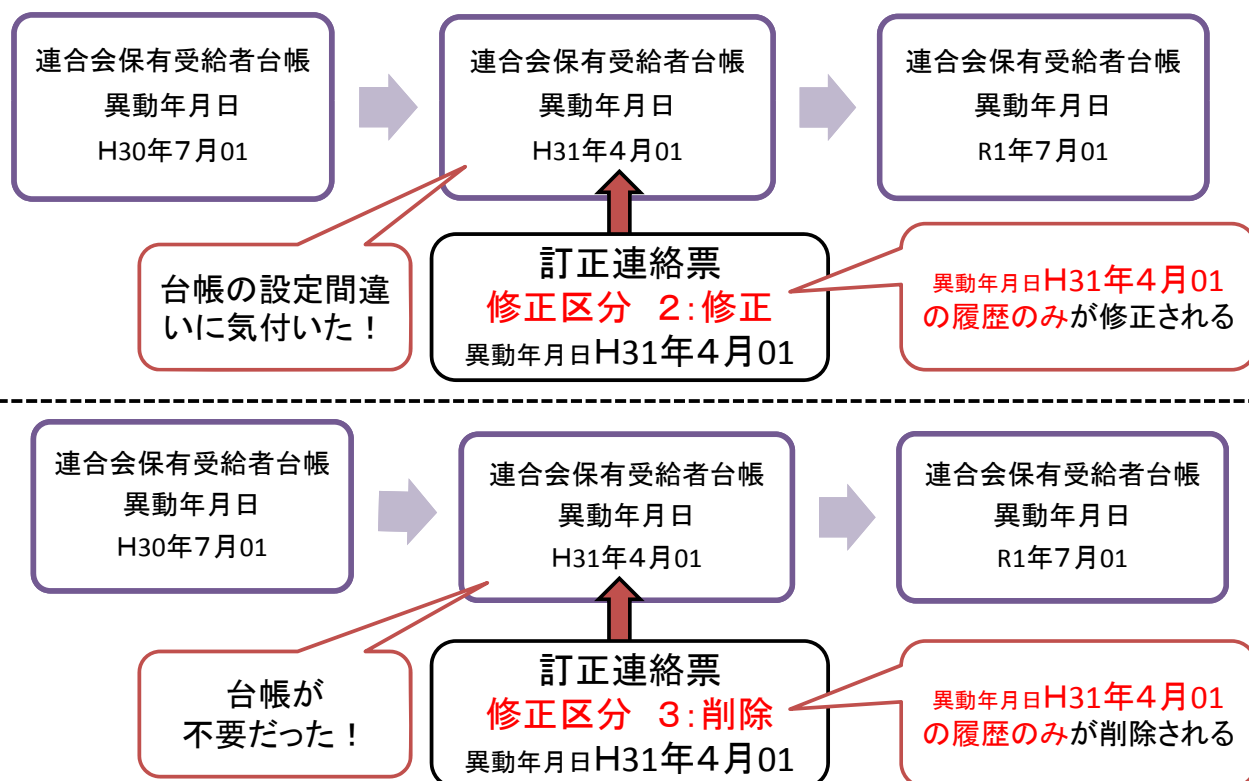 連合会保有受給者台帳
異動年月日
H30年７月01
連合会保有受給者台帳
異動年月日
H31年４月01
連合会保有受給者台帳
異動年月日
R1年７月01
台帳の設定間違
いに気付いた！
訂正連絡票
修正区分　２：修正
異動年月日H31年４月01
異動年月日H31年４月01
の履歴のみが修正される
連合会保有受給者台帳
異動年月日
H30年７月01
連合会保有受給者台帳
異動年月日
H31年４月01
連合会保有受給者台帳
異動年月日
R1年７月01
台帳が
不要だった！
訂正連絡票
修正区分　３：削除
異動年月日H31年４月01
異動年月日H31年４月01
の履歴のみが削除される